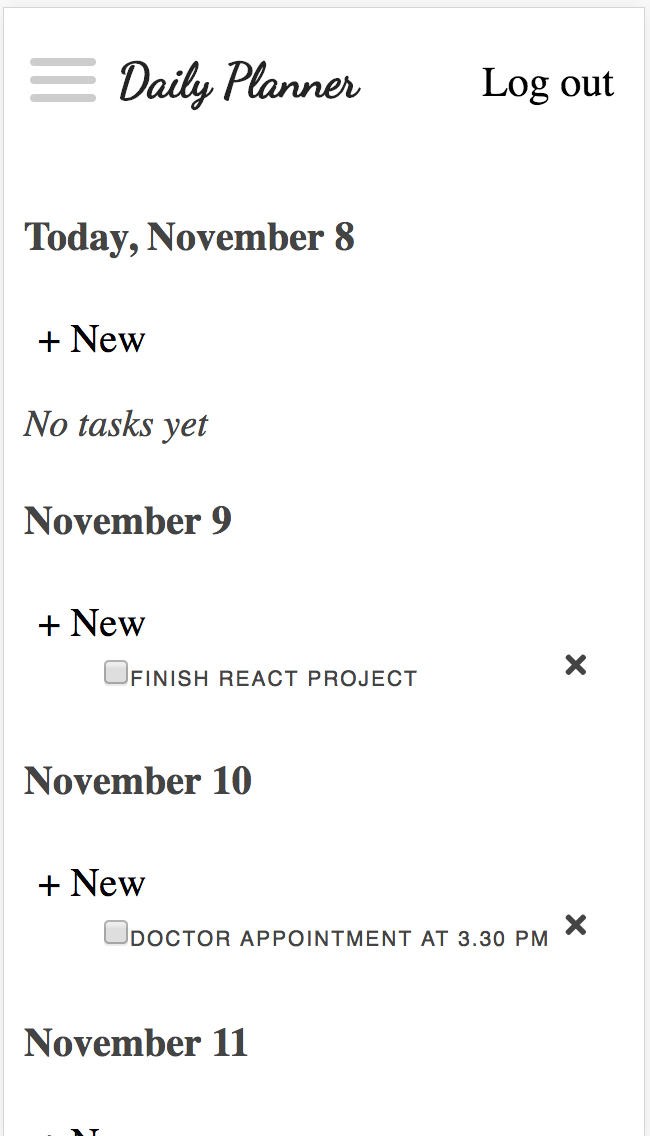 Daily Planner Log out
Today, November 8
+ New
No tasks yet
November 9
+ New
FINISH REACT PROJECT
November 10
+ New
DOCTOR APPOINTMENT AT 3.30 PM
November 11